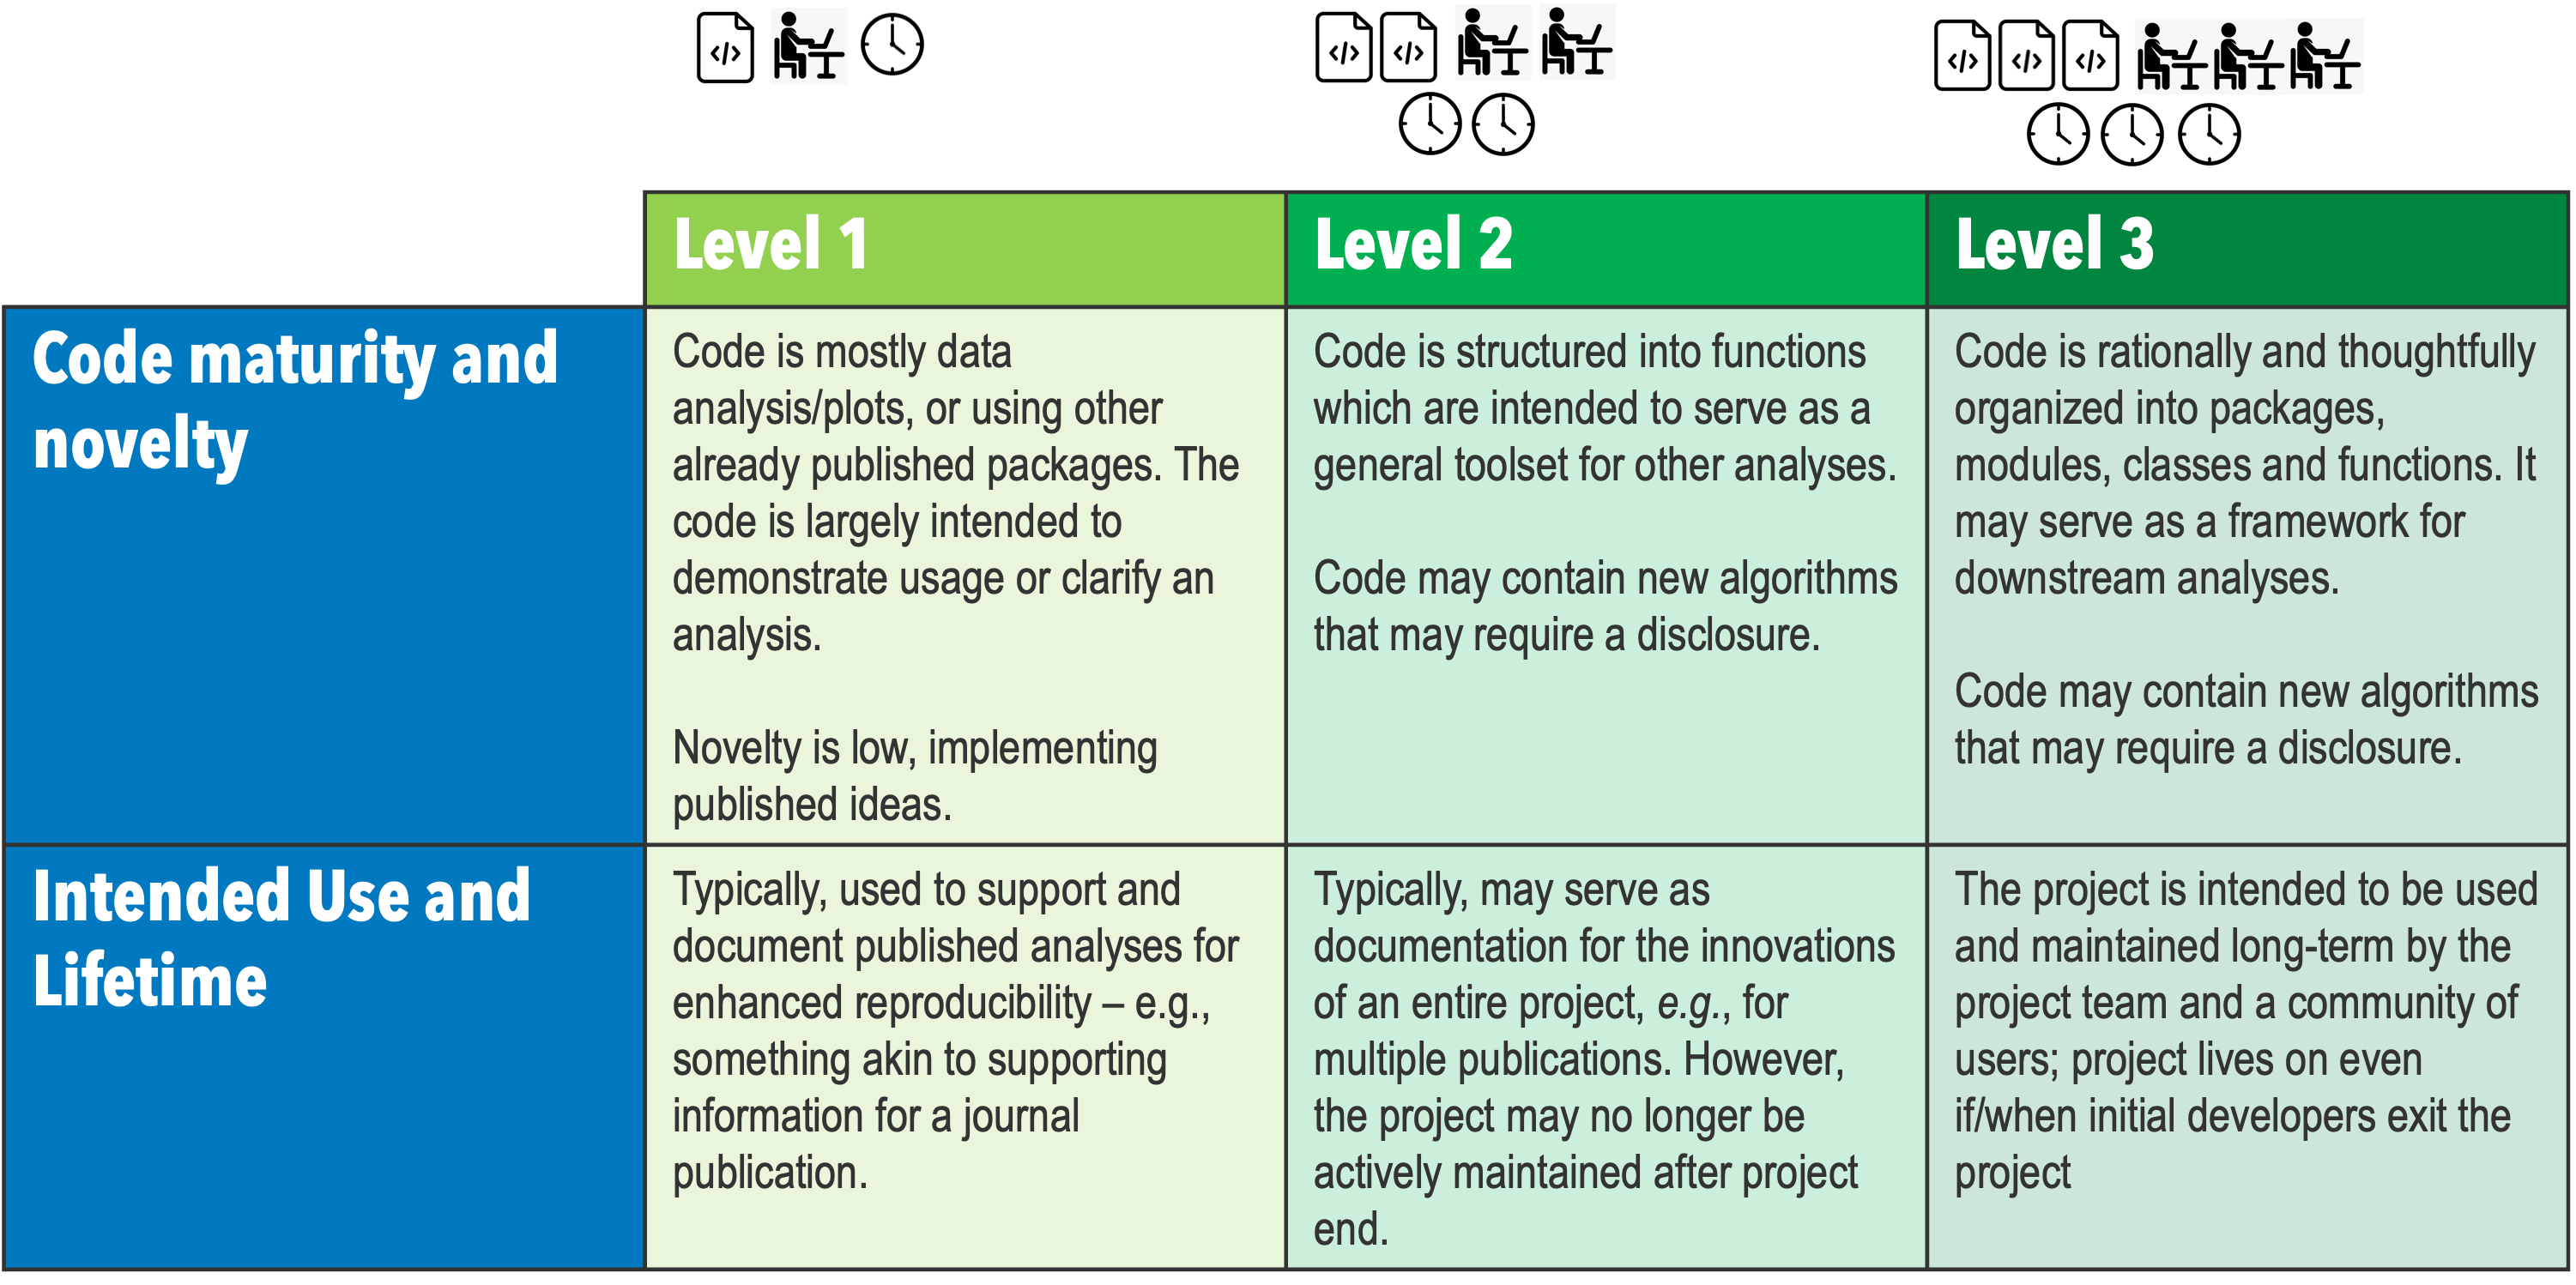 </>
</>
</>
</>
</>
</>
Level 1
Level 2
Level 3
Code maturity and
novelty
Code is mostly data
analysis/plots, or using other
already published packages. The
code is largely intended to
demonstrate usage or clarify an
analysis.
Novelty is low, implementing
published ideas.
Code is structured into functions
which are intended to serve as a
general toolset for other analyses.
Code may contain new algorithms
that may require a disclosure.
Code is rationally and thoughtfully
organized into packages,
modules, classes and functions. It
may serve as a framework for
downstream analyses.
Code may contain new algorithms
that may require a disclosure.
Intended Use and
Lifetime
Typically, used to support and
document published analyses for
enhanced reproducibility – e.g.,
something akin to supporting
information for a journal
publication.
Typically, may serve as
documentation for the innovations
of an entire project, e.g., for
multiple publications. However,
the project may no longer be
actively maintained after project
end.
The project is intended to be used
and maintained long-term by the
project team and a community of
users; project lives on even
if/when initial developers exit the
project